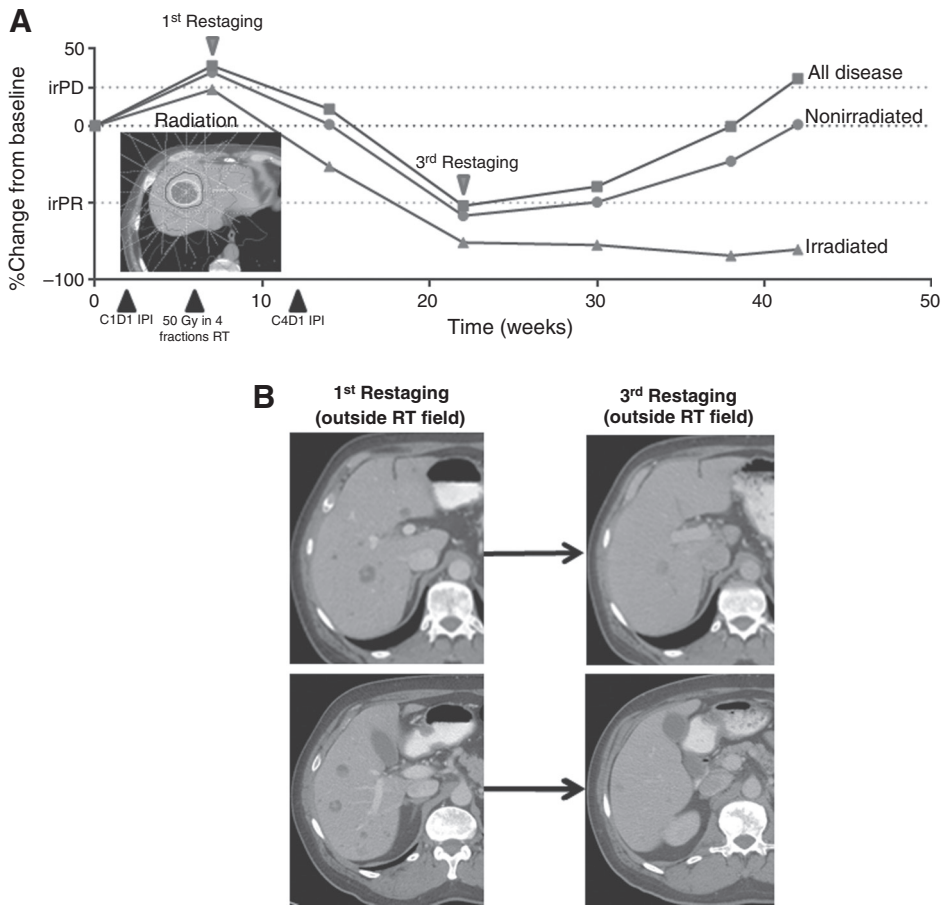 A
1st Restaging
50
irPD
0
irPR
−100
%Change from baseline
Radiation
3rd Restaging
All disease
Nonirradiated
Irradiated
0 10 20 30 40 50
C1D1 IPI
50 Gy in 4
fractions RT
C4D1 IPI
Time (weeks)
B
1st Restaging
(outside RT field)
3rd Restaging
(outside RT field)